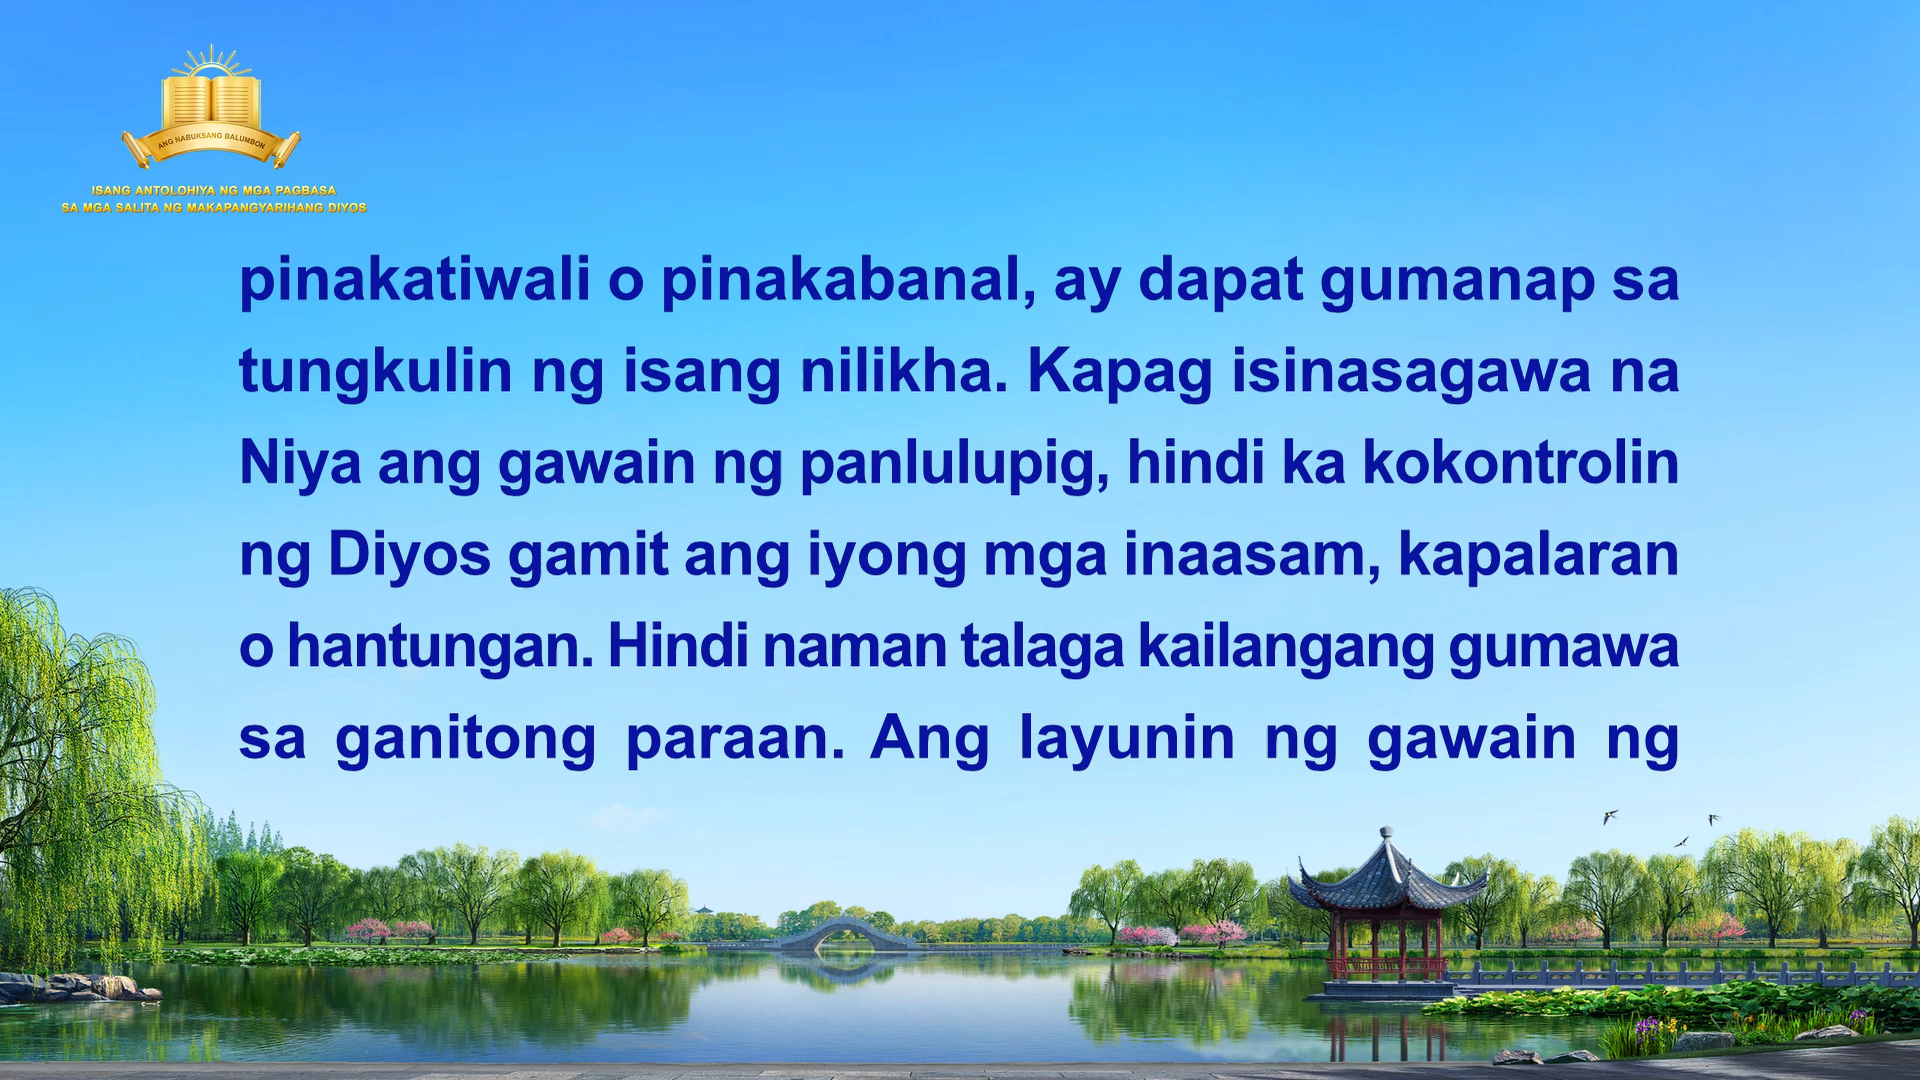 ANG NABUKSANG BALUMBON
ISANG ANTOLOHIYA NG MGA PAGBASA
SA MGA SALITA NG MAKAPANGYARIHANG DIYOS
pinakatiwali o pinakabanal, ay dapat gumanap sa
tungkulin ng isang nilikha. Kapag isinasagawa na
Niya ang gawain ng panlulupig, hindi ka kokontrolin
ng Diyos gamit ang iyong mga inaasam, kapalaran
o hantungan. Hindi naman talaga kailangang gumawa
sa ganitong paraan. Ang layunin ng gawain ng